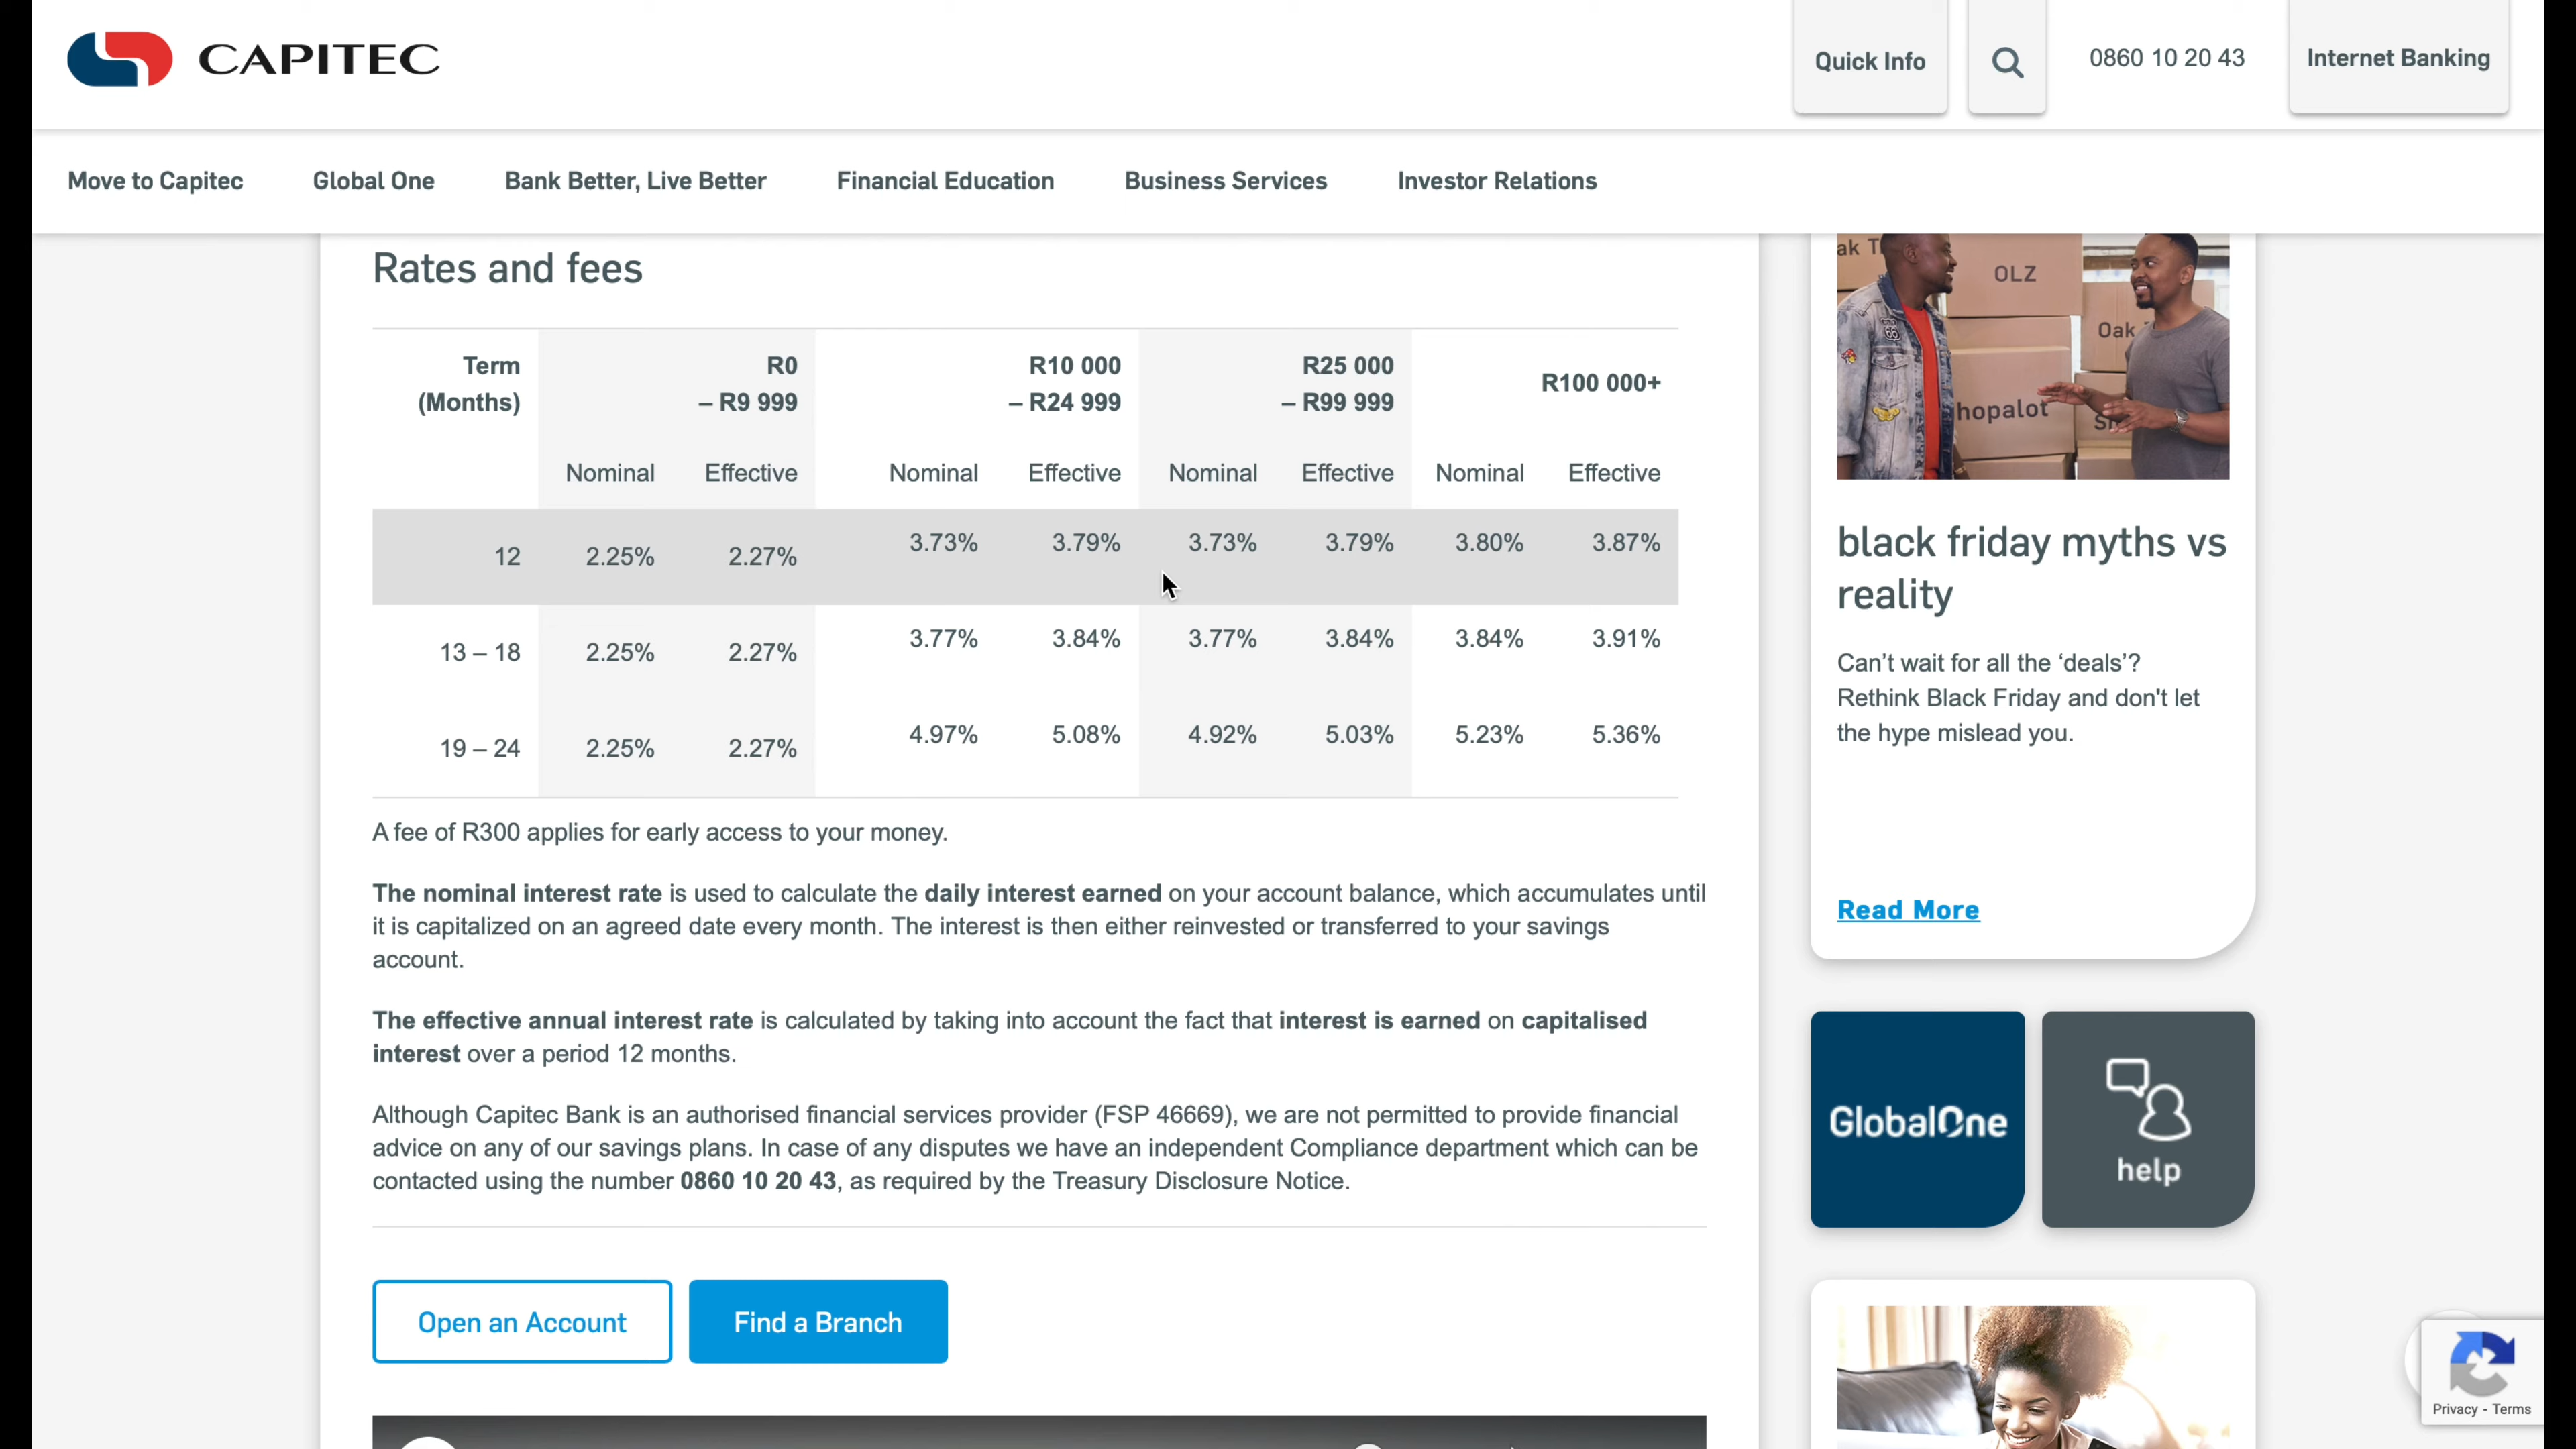 CAPITEC
Quick Info
0860 10 20 43
Internet Banking
Move to Capitec
Global One
Bank Better, Live Better
Financial Education
Business Services
Investor Relations
Rates and fees
Term (Months)
R0 – R9 999
R10 000 – R24 999
R25 000 – R99 999
R100 000+
Nominal Effective Nominal Effective Nominal Effective Nominal Effective
12 2.25% 2.27% 3.73% 3.79% 3.73% 3.79% 3.80% 3.87%
13 – 18 2.25% 2.27% 3.77% 3.84% 3.77% 3.84% 3.84% 3.91%
19 – 24 2.25% 2.27% 4.97% 5.08% 4.92% 5.03% 5.23% 5.36%
A fee of R300 applies for early access to your money.
The nominal interest rate is used to calculate the daily interest earned on your account balance, which accumulates until
it is capitalized on an agreed date every month. The interest is then either reinvested or transferred to your savings
account.
The effective annual interest rate is calculated by taking into account the fact that interest is earned on capitalised
interest over a period 12 months.
Although Capitec Bank is an authorised financial services provider (FSP 46669), we are not permitted to provide financial
advice on any of our savings plans. In case of any disputes we have an independent Compliance department which can be
contacted using the number 0860 10 20 43, as required by the Treasury Disclosure Notice.
Open an Account
Find a Branch
OLZ
Oak
hopalot
black friday myths vs
reality
Can't wait for all the ‘deals’?
Rethink Black Friday and don't let
the hype mislead you.
Read More
GlobalOne
help
Privacy - Terms